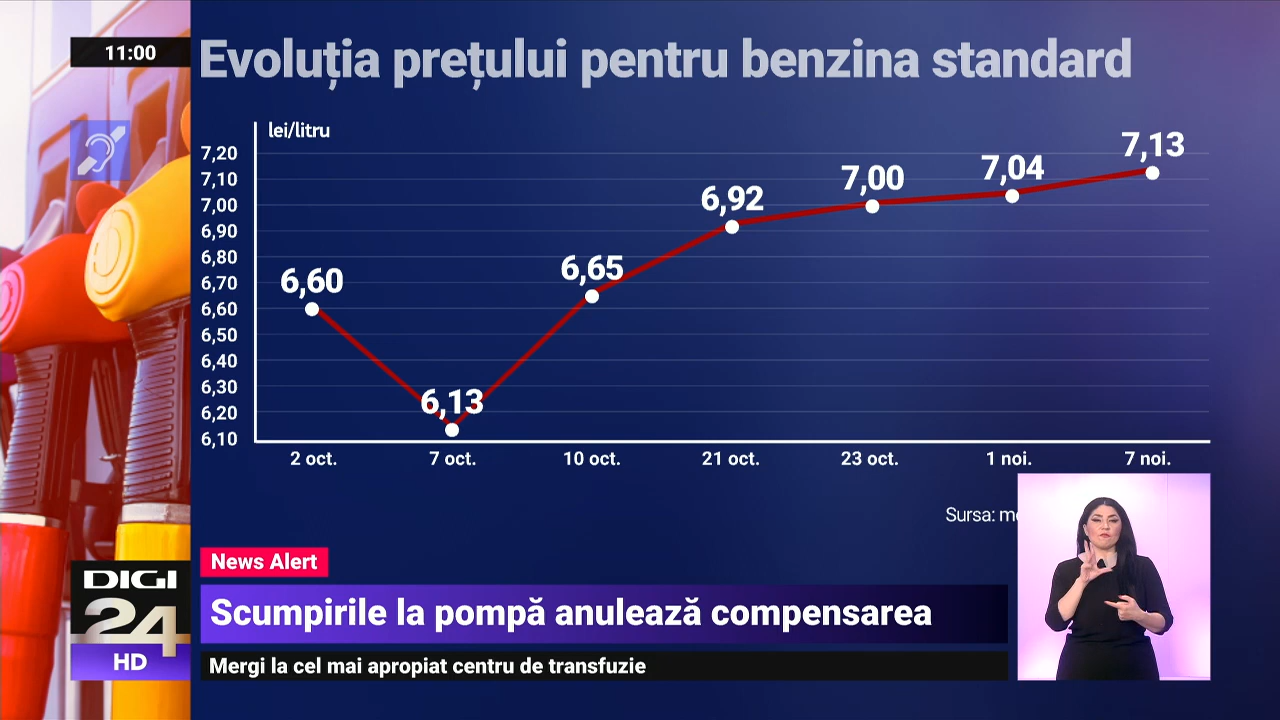 11:00
Evoluția prețului pentru benzina standard
lei/litru
7,20
7,10
7,00
6,90
6,80
6,70
6,60
6,50
6,40
6,30
6,20
6,10
6,60
6,13
6,65
6,92
7,00
7,04
7,13
2 oct.
7 oct.
10 oct.
21 oct.
23 oct.
1 noi.
7 noi.
Sursa:
News Alert
Scumpirile la pompă anulează compensarea
Mergi la cel mai apropiat centru de transfuzie
DIGI
24
HD